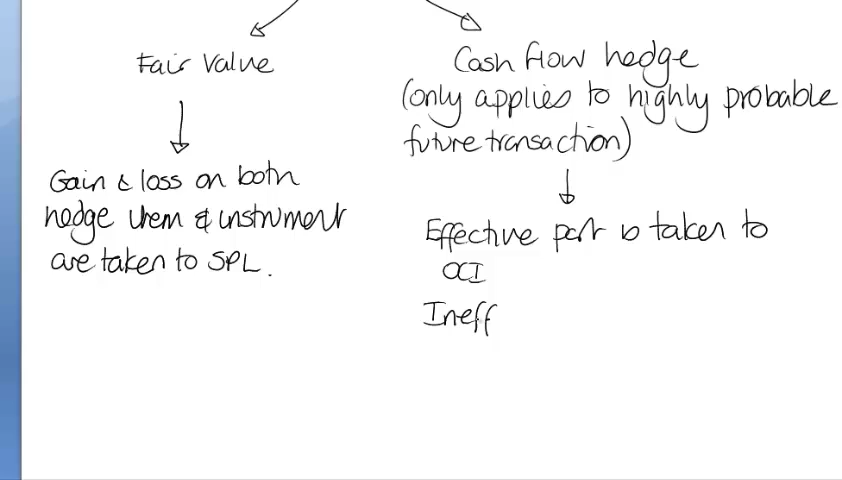 Fair Value
Gain & loss on both
hedge item & instrument
are taken to SPL.
Cash flow hedge
(only applies to highly probable
future transaction)
Effective part is taken to
OCI
Ineff